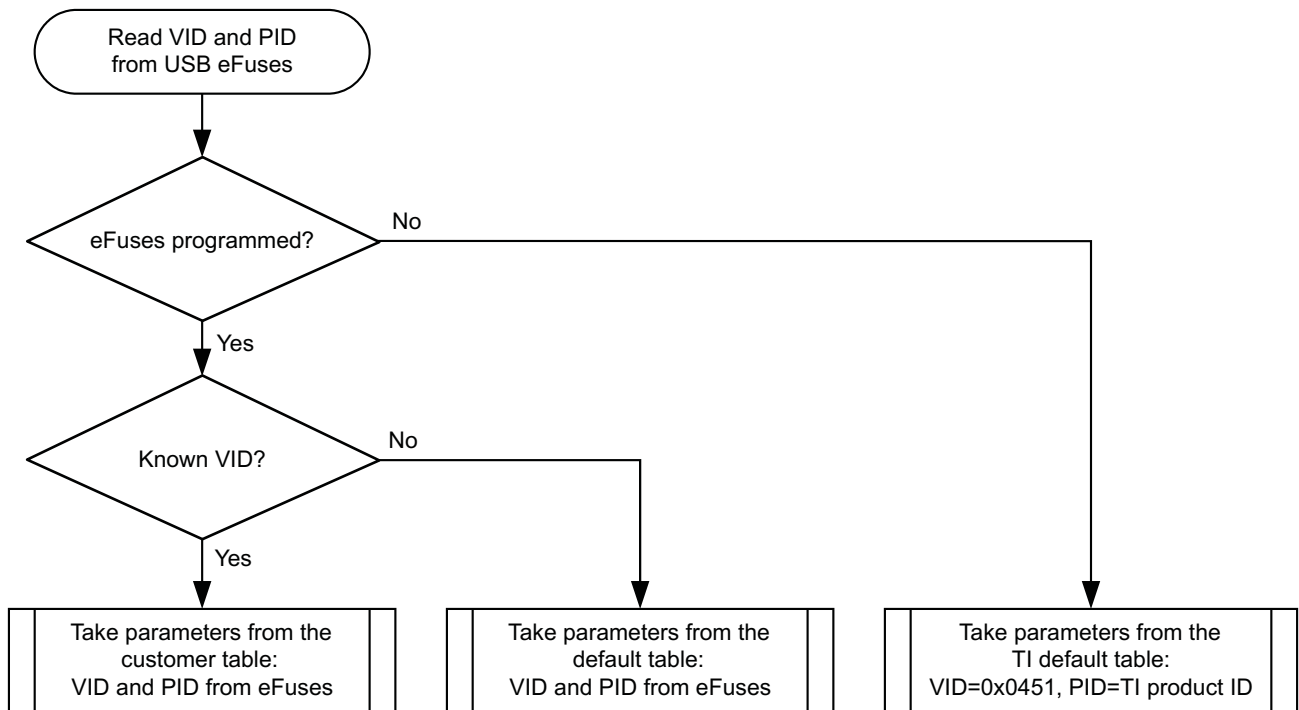 Read VID and PID
from USB eFuses
eFuses programmed?
No
Yes
Known VID?
No
Yes
Take parameters from the
customer table:
VID and PID from eFuses
Take parameters from the
default table:
VID and PID from eFuses
Take parameters from the
TI default table:
VID=0x0451, PID=TI product ID